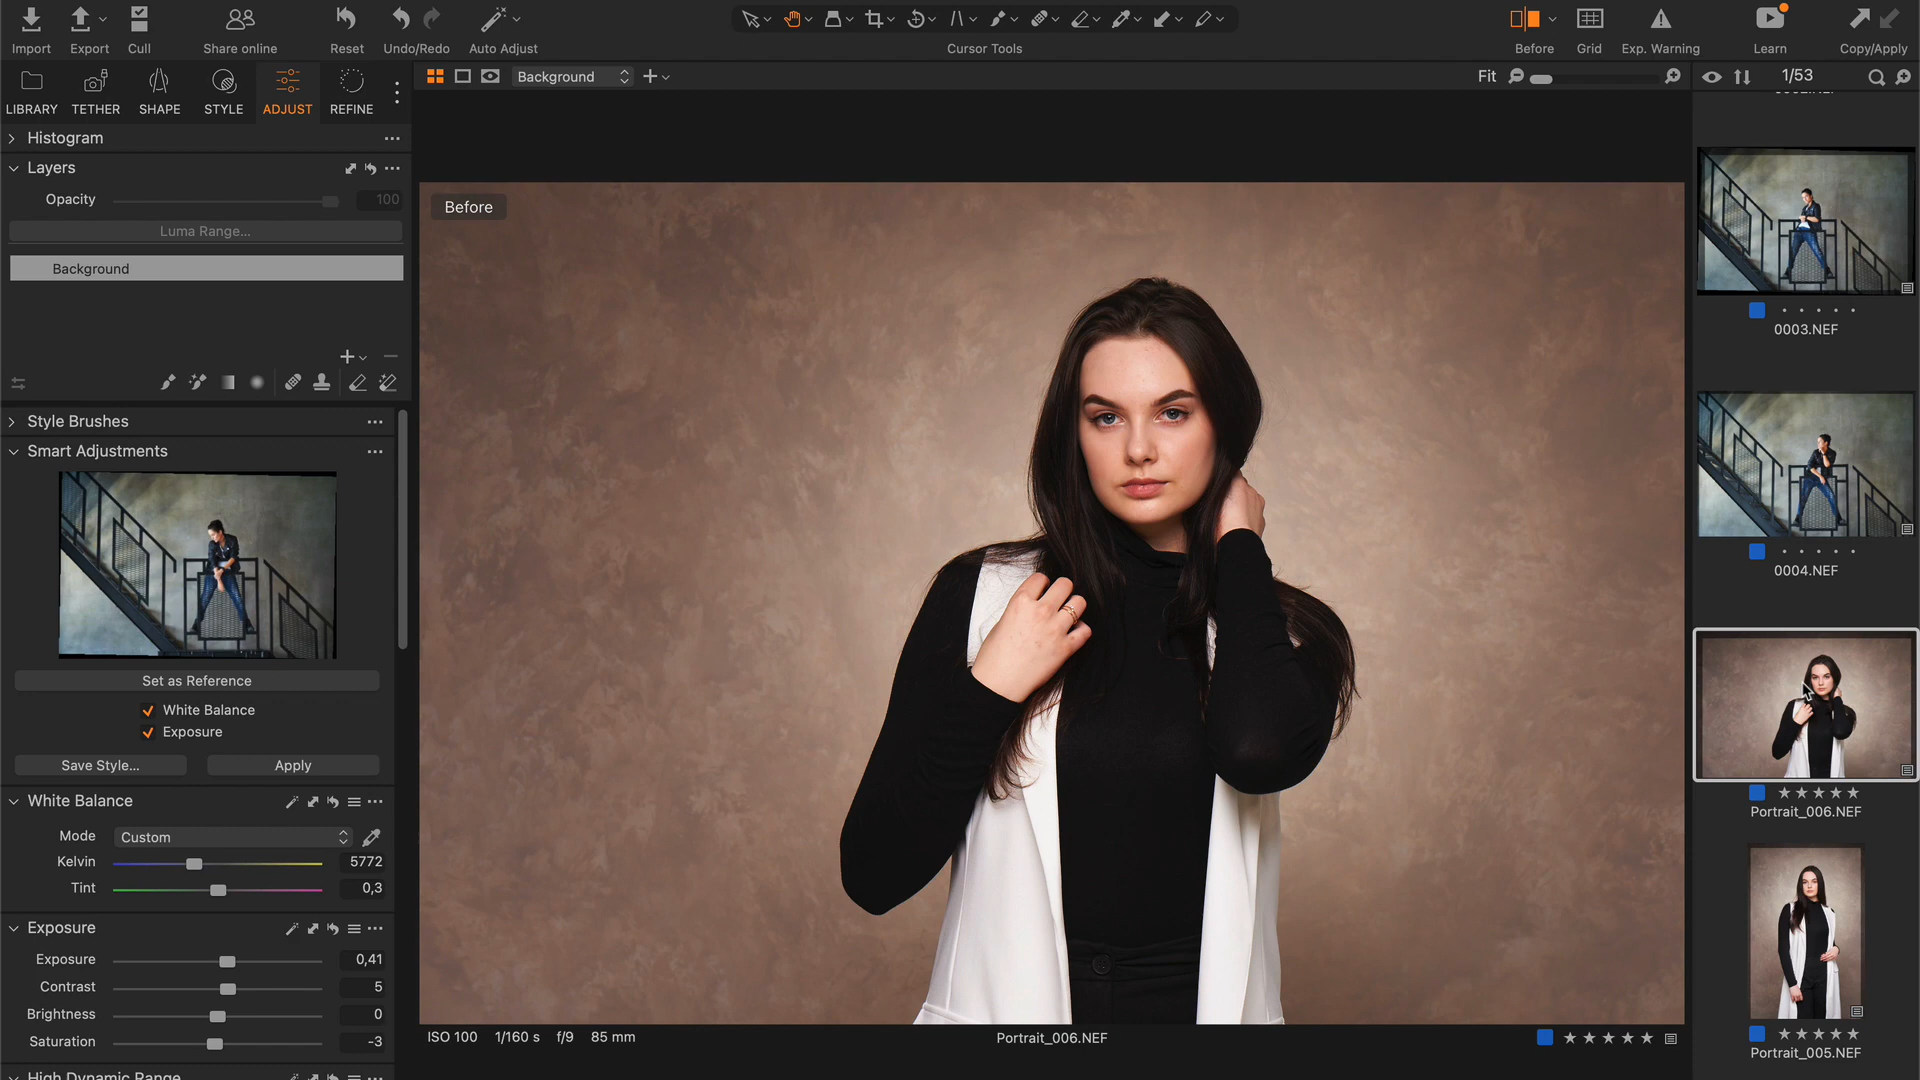 Import
Export
Cull
Share online
Reset
Undo/Redo
Auto Adjust
Cursor Tools
Before
Grid
Exp. Warning
Learn
Copy/Apply
LIBRARY
TETHER
SHAPE
STYLE
ADJUST
REFINE
Background
Fit
1/53
Histogram
Layers
Opacity
100
Luma Range...
Background
Style Brushes
Smart Adjustments
Set as Reference
White Balance
Exposure
Save Style...
Apply
White Balance
Mode
Custom
Kelvin
5772
Tint
0,3
Exposure
Exposure
0,41
Contrast
5
Brightness
0
Saturation
-3
High Dynamic Range
Before
ISO 100
1/160 s
f/9
85 mm
Portrait_006.NEF
0003.NEF
0004.NEF
Portrait_006.NEF
Portrait_005.NEF